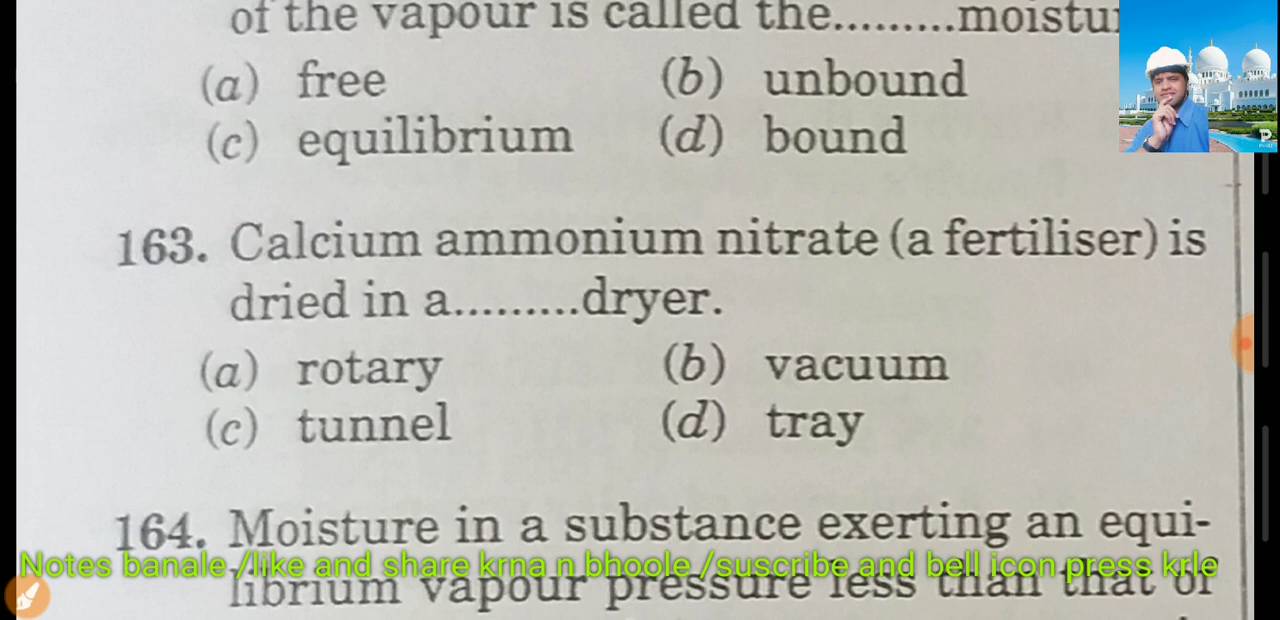 of the vapour is called the.........moistu
(a) free (b) unbound
(c) equilibrium (d) bound
163. Calcium ammonium nitrate (a fertiliser) is
dried in a.........dryer.
(a) rotary (b) vacuum
(c) tunnel (d) tray
164. Moisture in a substance exerting an equi-
Notes banale /like and share krna n bhoole /suscribe and bell icon press krle
librium vapour pressure less than that of